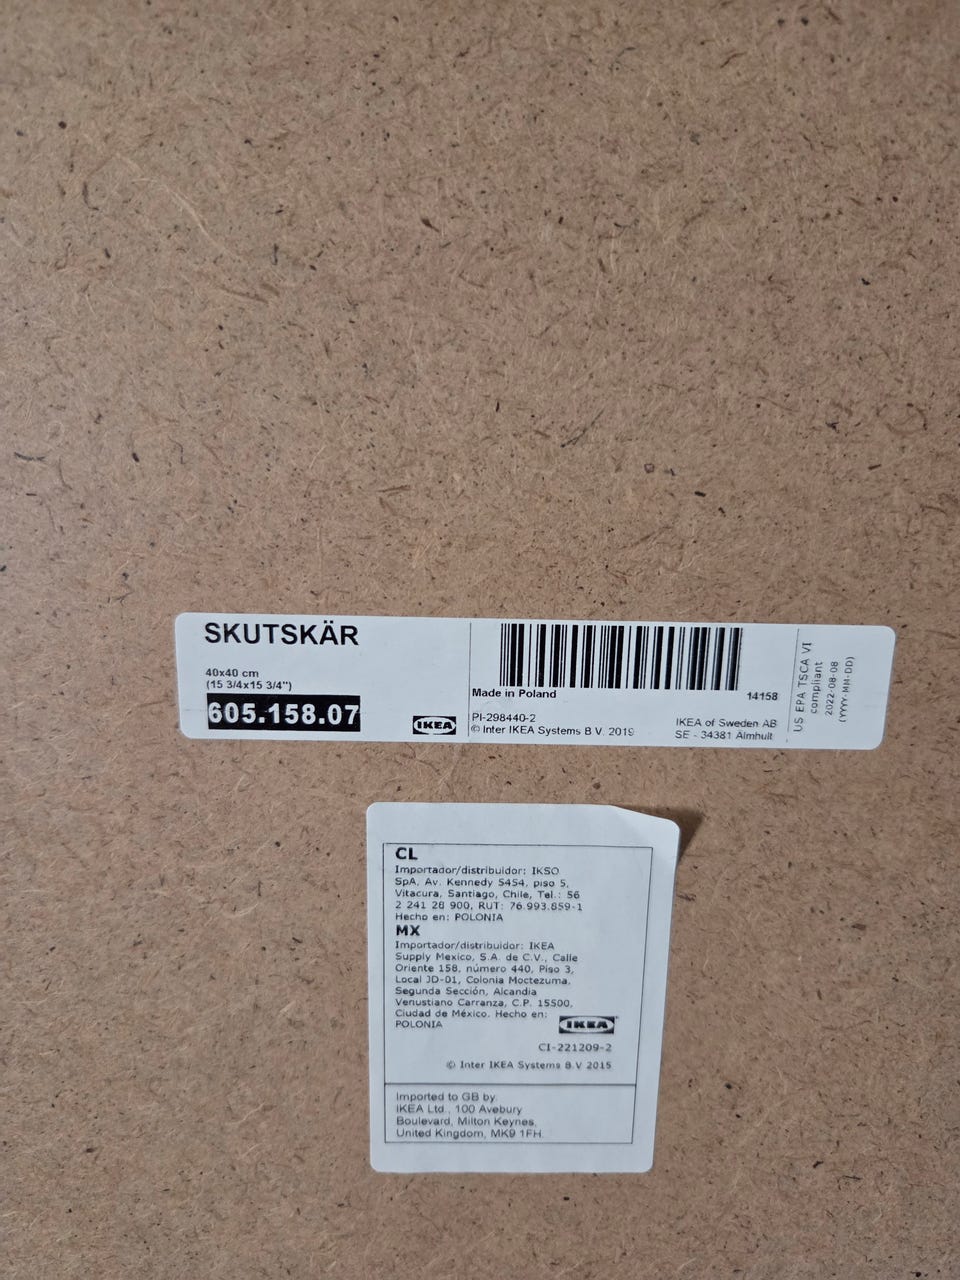 SKUTSKÄR
40x40 cm
(15 3/4x15 3/4")
605.158.07
IKEA
Made in Poland
14158
PI-298440-2
© Inter IKEA Systems B.V. 2019
IKEA of Sweden AB
SE - 34381 Älmhult
US EPA TSCA VI
compliant
2022-08-08
(YYYY-MM-DD)
CL
Importador/distribuidor: IKSO
SpA, Av. Kennedy 5454, piso 5,
Vitacura, Santiago, Chile, Tel.: 56
2 241 28 900, RUT: 76.993.859-1
Hecho en: POLONIA
MX
Importador/distribuidor: IKEA
Supply Mexico, S.A. de C.V., Calle
Oriente 158, número 440, Piso 3,
Local JD-01, Colonia Moctezuma,
Segunda Sección, Alcandia
Venustiano Carranza, C.P. 15500,
Ciudad de México. Hecho en:
POLONIA
IKEA
CI-221209-2
© Inter IKEA Systems B.V 2015
Imported to GB by:
IKEA Ltd., 100 Avebury
Boulevard, Milton Keynes,
United Kingdom, MK9 1FH.